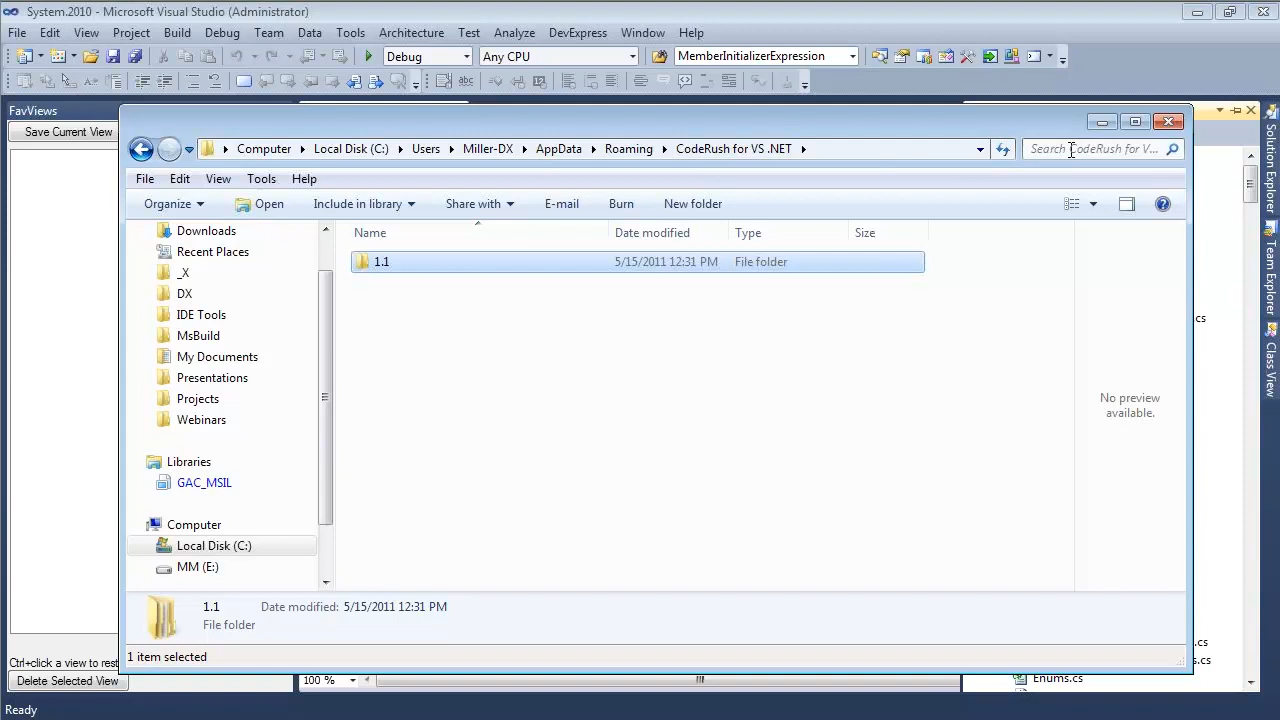 System.2010 - Microsoft Visual Studio (Administrator)
File Edit View Project Build Debug Team Data Tools Architecture Test Analyze DevExpress Window Help
Debug Any CPU MemberInitializerExpression
FavViews
Save Current View
Computer Local Disk (C:) Users Miller-DX AppData Roaming CodeRush for VS .NET
Search CodeRush for V...
File Edit View Tools Help
Organize Open Include in library Share with E-mail Burn New folder
Name Date modified Type Size
1.1 5/15/2011 12:31 PM File folder
Downloads
Recent Places
_X
DX
IDE Tools
MsBuild
My Documents
Presentations
Projects
Webinars
Libraries
GAC_MSIL
Computer
Local Disk (C:)
MM (E:)
No preview
available.
1.1 Date modified: 5/15/2011 12:31 PM
File folder
1 item selected
Solution Explorer
Team Explorer
Class View
cs
.cs
s.cs
Enums.cs
Ctrl+click a view to rest
Delete Selected View
100 %
Ready